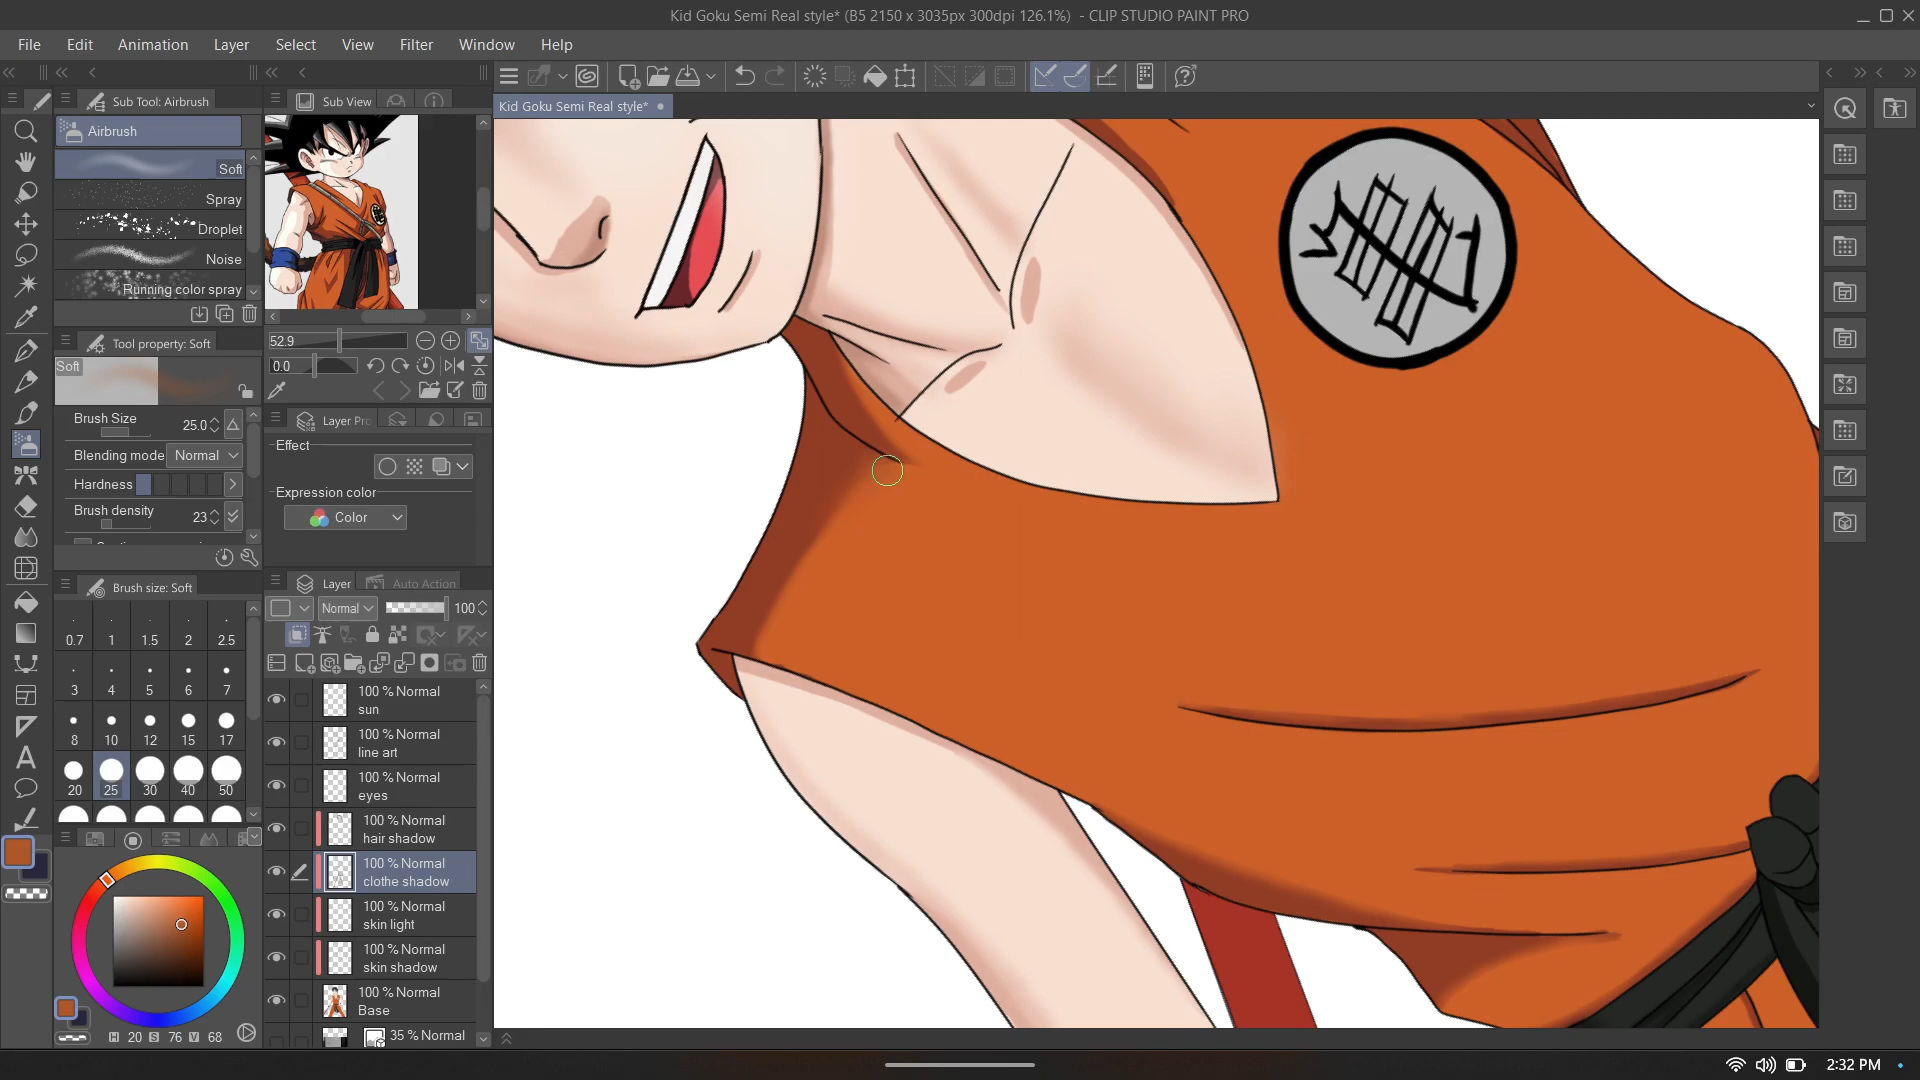 Kid Goku Semi Real style* (B5 2150 x 3035px 300dpi 126.1%) - CLIP STUDIO PAINT PRO
File Edit Animation Layer Select View Filter Window Help
Sub Tool: Airbrush
Sub View
Kid Goku Semi Real style*
Airbrush
Soft
Spray
Droplet
Noise
Running color spray
52.9
0.0
Tool property: Soft
Soft
Brush Size 25.0
Blending mode Normal
Hardness
Brush density 23
Layer Pro
Effect
Expression color
Color
Brush size: Soft
0.7 1 1.5 2 2.5
3 4 5 6 7
8 10 12 15 17
20 25 30 40 50
Layer Auto Action
Normal 100
100 % Normal
sun
100 % Normal
line art
100 % Normal
eyes
100 % Normal
hair shadow
100 % Normal
clothe shadow
100 % Normal
skin light
100 % Normal
skin shadow
100 % Normal
Base
35 % Normal
H 20 S 76 V 68
2:32 PM